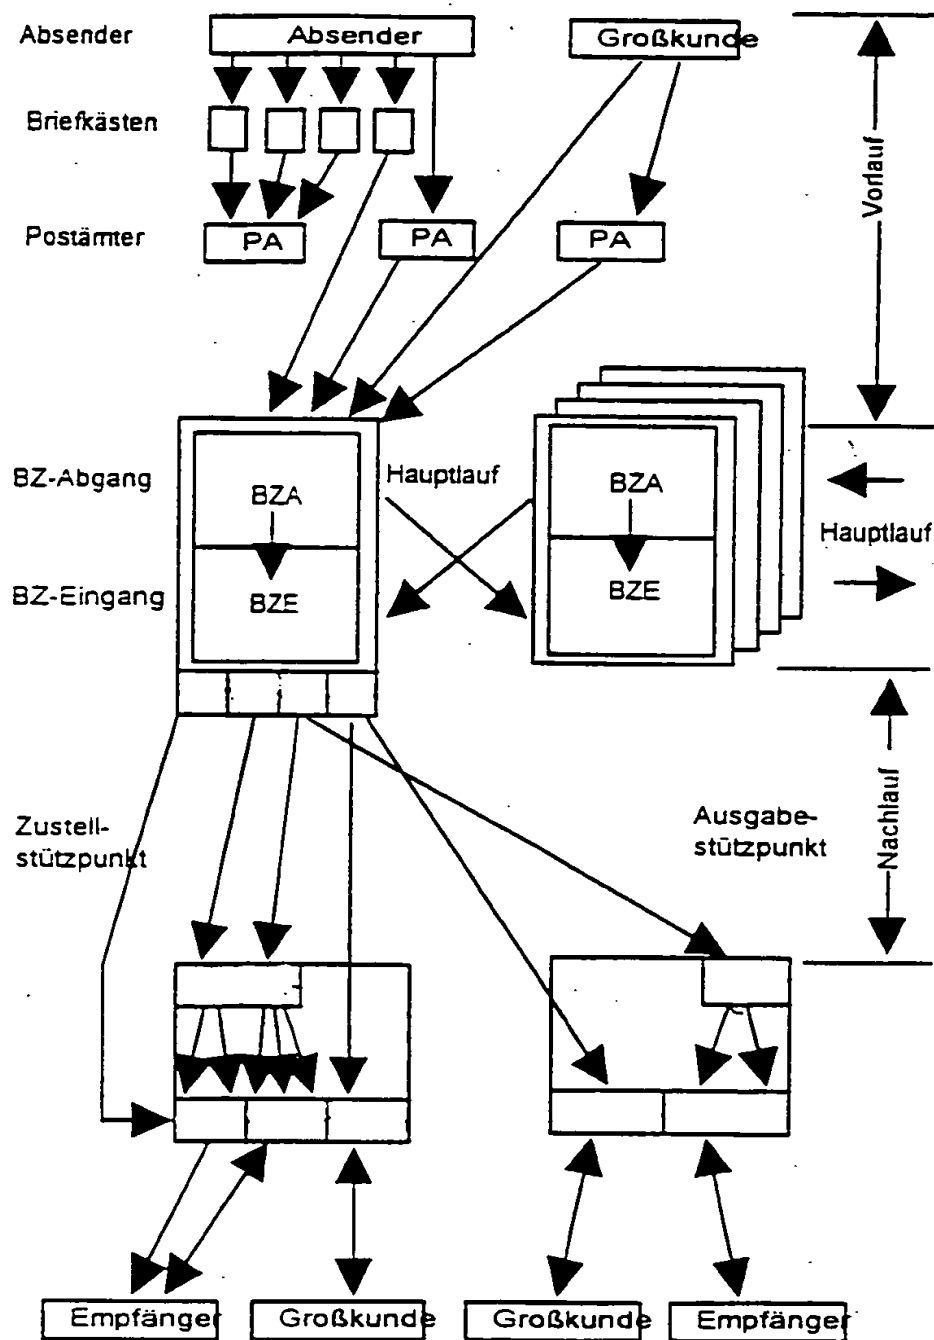 Absender
Absender
Großkunde
Briefkästen
Postämter
PA
PA
PA
Vorlauf
BZ-Abgang
BZA
Hauptlauf
BZA
Hauptlauf
BZ-Eingang
BZE
BZE
Zustell-
stützpunkt
Ausgabe-
stützpunkt
Nachlauf
Empfänger
Großkunde
Großkunde
Empfänger